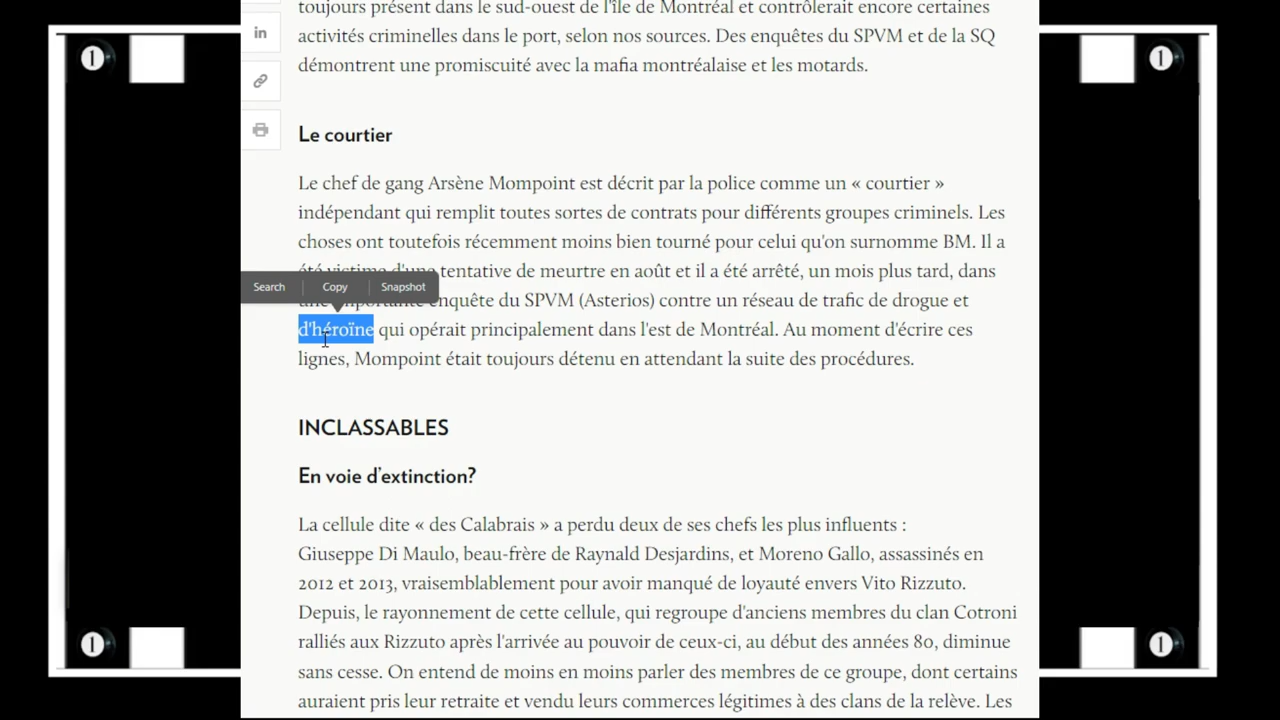 toujours présent dans le sud-ouest de l'île de Montréal et contrôlerait encore certaines
activités criminelles dans le port, selon nos sources. Des enquêtes du SPVM et de la SQ
démontrent une promiscuité avec la mafia montréalaise et les motards.
Le courtier
Le chef de gang Arsène Mompoint est décrit par la police comme un « courtier »
indépendant qui remplit toutes sortes de contrats pour différents groupes criminels. Les
choses ont toutefois récemment moins bien tourné pour celui qu'on surnomme BM. Il a
été victime d'une tentative de meurtre en août et il a été arrêté, un mois plus tard, dans
Search Copy Snapshot
une importante enquête du SPVM (Asterios) contre un réseau de trafic de drogue et
d'héroïne qui opérait principalement dans l'est de Montréal. Au moment d'écrire ces
lignes, Mompoint était toujours détenu en attendant la suite des procédures.
INCLASSABLES
En voie d'extinction?
La cellule dite « des Calabrais » a perdu deux de ses chefs les plus influents :
Giuseppe Di Maulo, beau-frère de Raynald Desjardins, et Moreno Gallo, assassinés en
2012 et 2013, vraisemblablement pour avoir manqué de loyauté envers Vito Rizzuto.
Depuis, le rayonnement de cette cellule, qui regroupe d'anciens membres du clan Cotroni
ralliés aux Rizzuto après l'arrivée au pouvoir de ceux-ci, au début des années 80, diminue
sans cesse. On entend de moins en moins parler des membres de ce groupe, dont certains
auraient pris leur retraite et vendu leurs commerces légitimes à des clans de la relève. Les
in
1
1
1
1